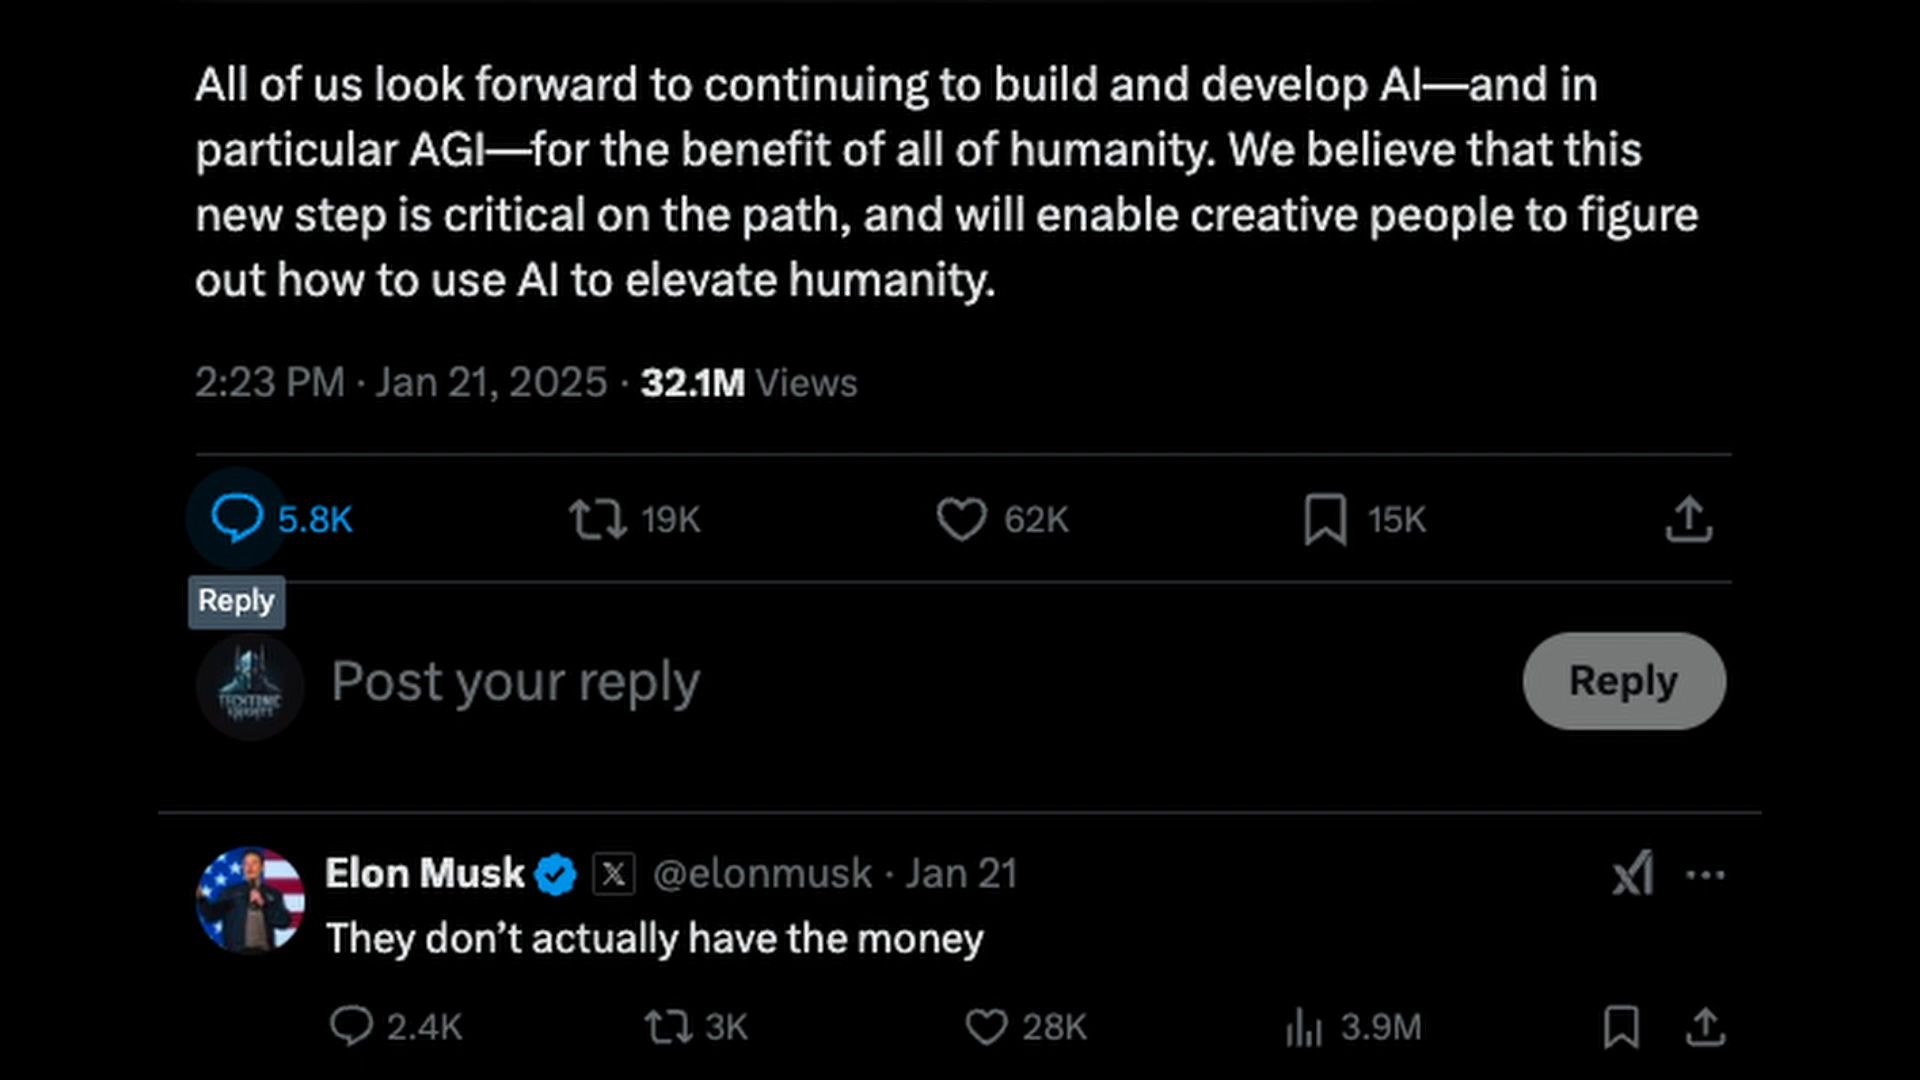 All of us look forward to continuing to build and develop AI—and in
particular AGI—for the benefit of all of humanity. We believe that this
new step is critical on the path, and will enable creative people to figure
out how to use AI to elevate humanity.
2:23 PM · Jan 21, 2025 · 32.1M Views
5.8K 19K 62K 15K
Reply
Post your reply Reply
Elon Musk @elonmusk · Jan 21
They don’t actually have the money
2.4K 3K 28K 3.9M